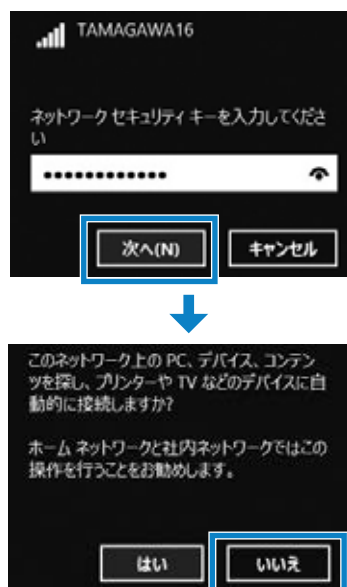 TAMAGAWA16
ネットワーク セキュリティ キーを入力してくださ
い
••••••••••••
次へ(N) キャンセル
このネットワーク上の PC、デバイス、コンテン
ツを探し、プリンターや TV などのデバイスに自
動的に接続しますか?
ホーム ネットワークと社内ネットワークではこの
操作を行うことをお勧めします。
はい いいえ